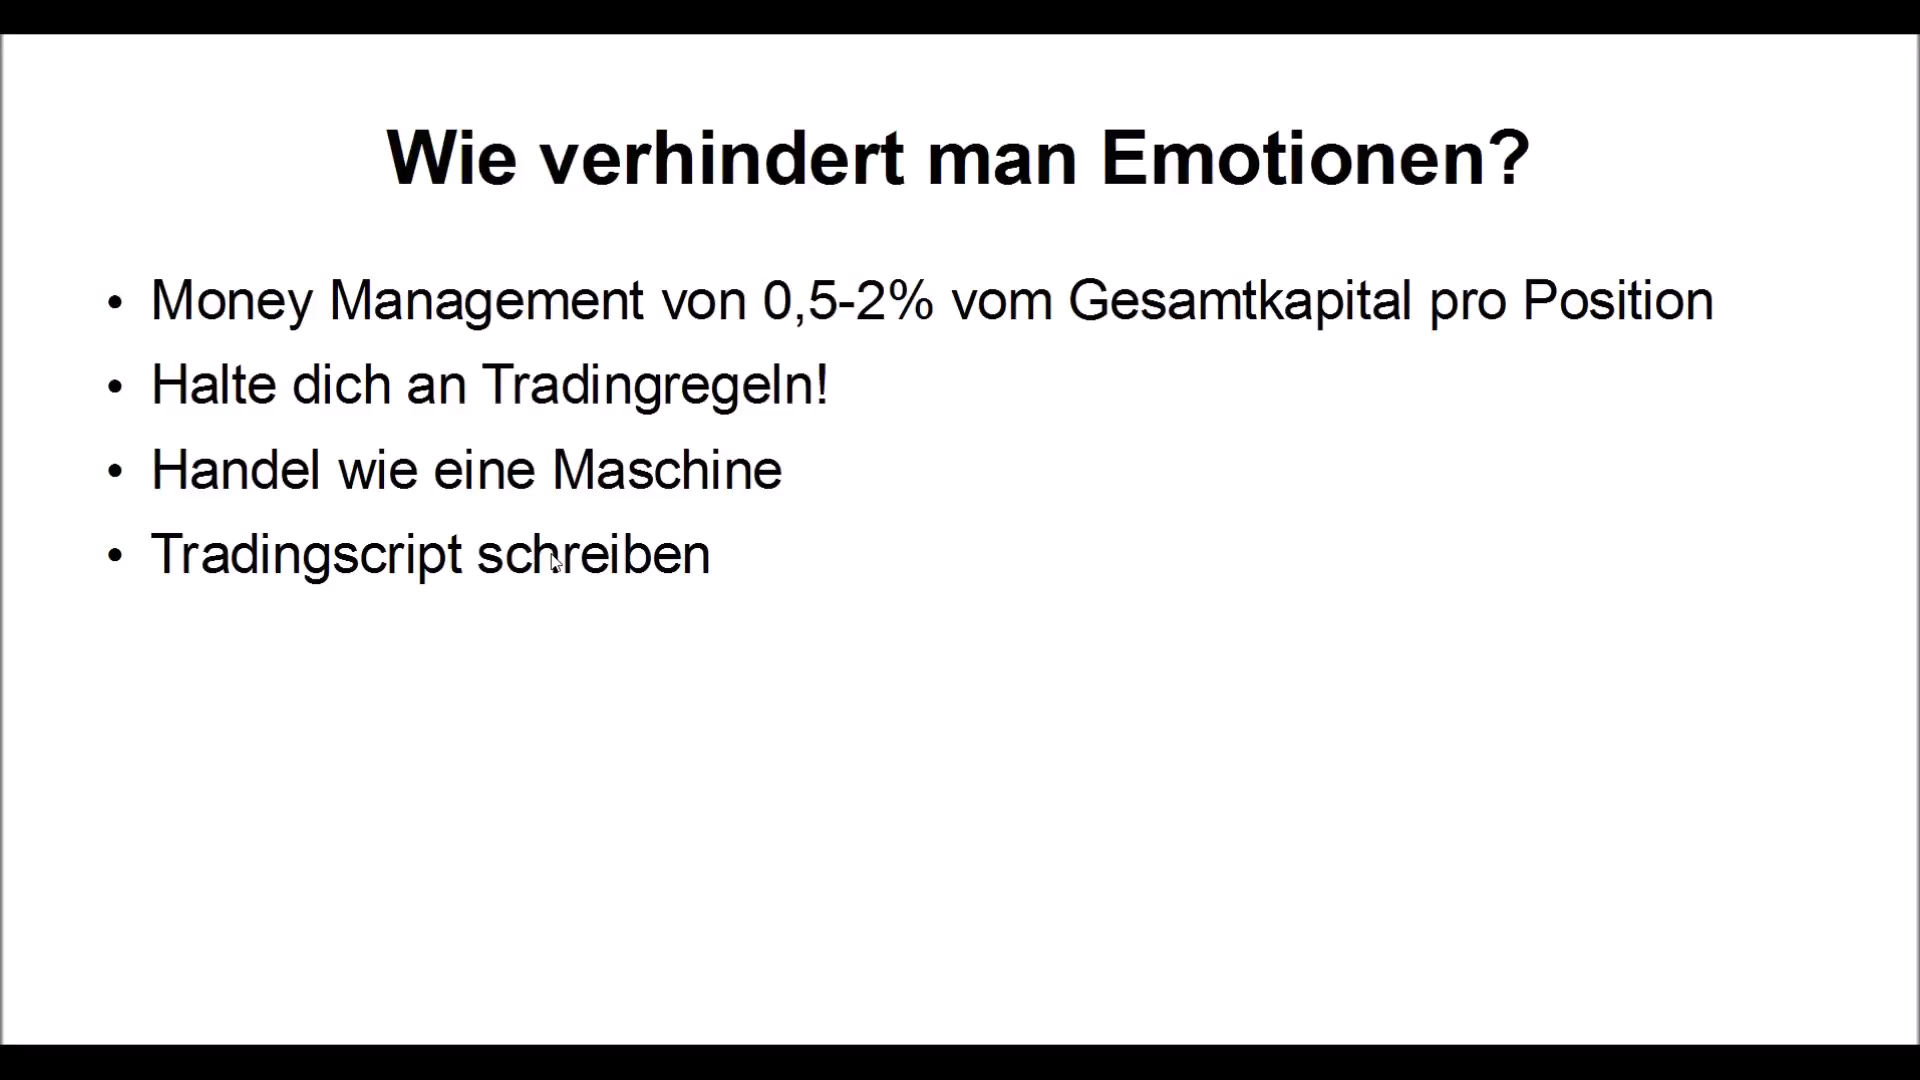 Wie verhindert man Emotionen?
• Money Management von 0,5-2% vom Gesamtkapital pro Position
• Halte dich an Tradingregeln!
• Handel wie eine Maschine
• Tradingscript schreiben